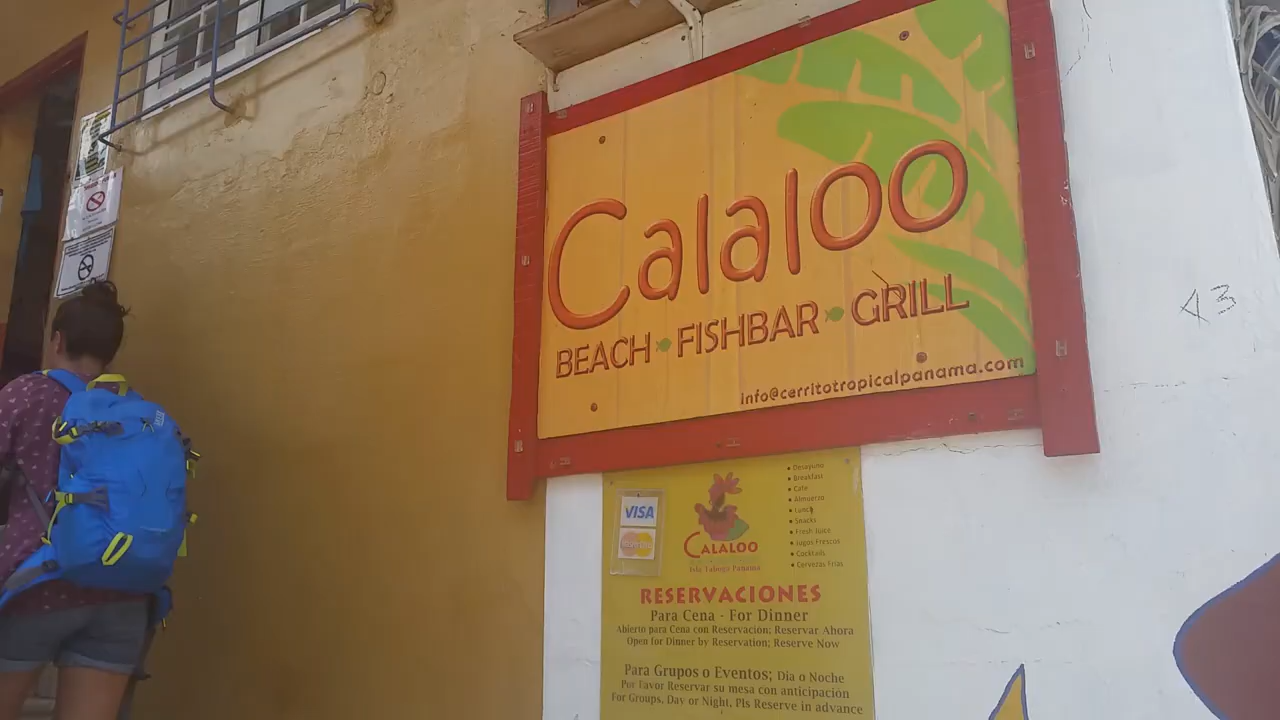 Calaloo
BEACH • FISHBAR • GRILL
info@cerritotropicalpanama.com
VISA
MasterCard
CALALOO
Isla Taboga Panama
• Desayuno
• Breakfast
• Cafe
• Almuerzo
• Lunch
• Snacks
• Fresh Juice
• Jugos Frescos
• Cocktails
• Cervezas Frias
RESERVACIONES
Para Cena - For Dinner
Abierto para Cena con Reservacion; Reservar Ahora
Open for Dinner by Reservation; Reserve Now
Para Grupos o Eventos; Dia o Noche
Por Favor Reservar su mesa con anticipación
For Groups, Day or Night, Pls Reserve in advance
<3